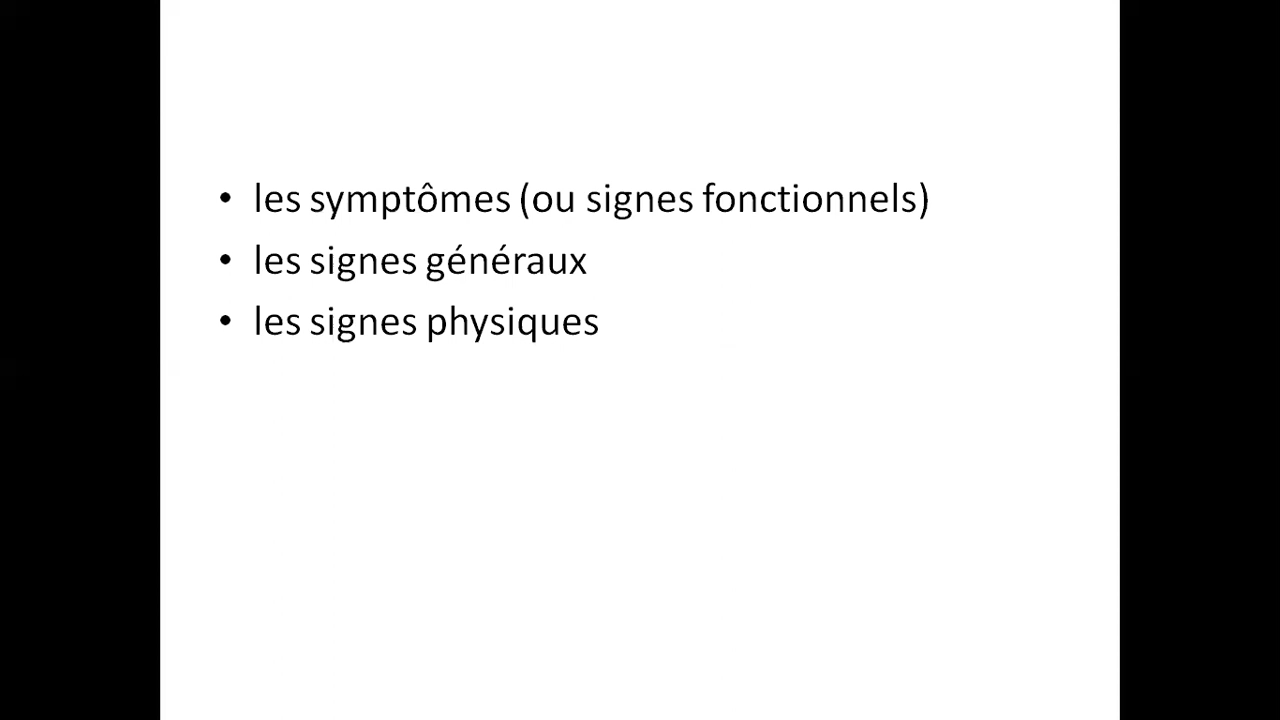 • les symptômes (ou signes fonctionnels)
• les signes généraux
• les signes physiques